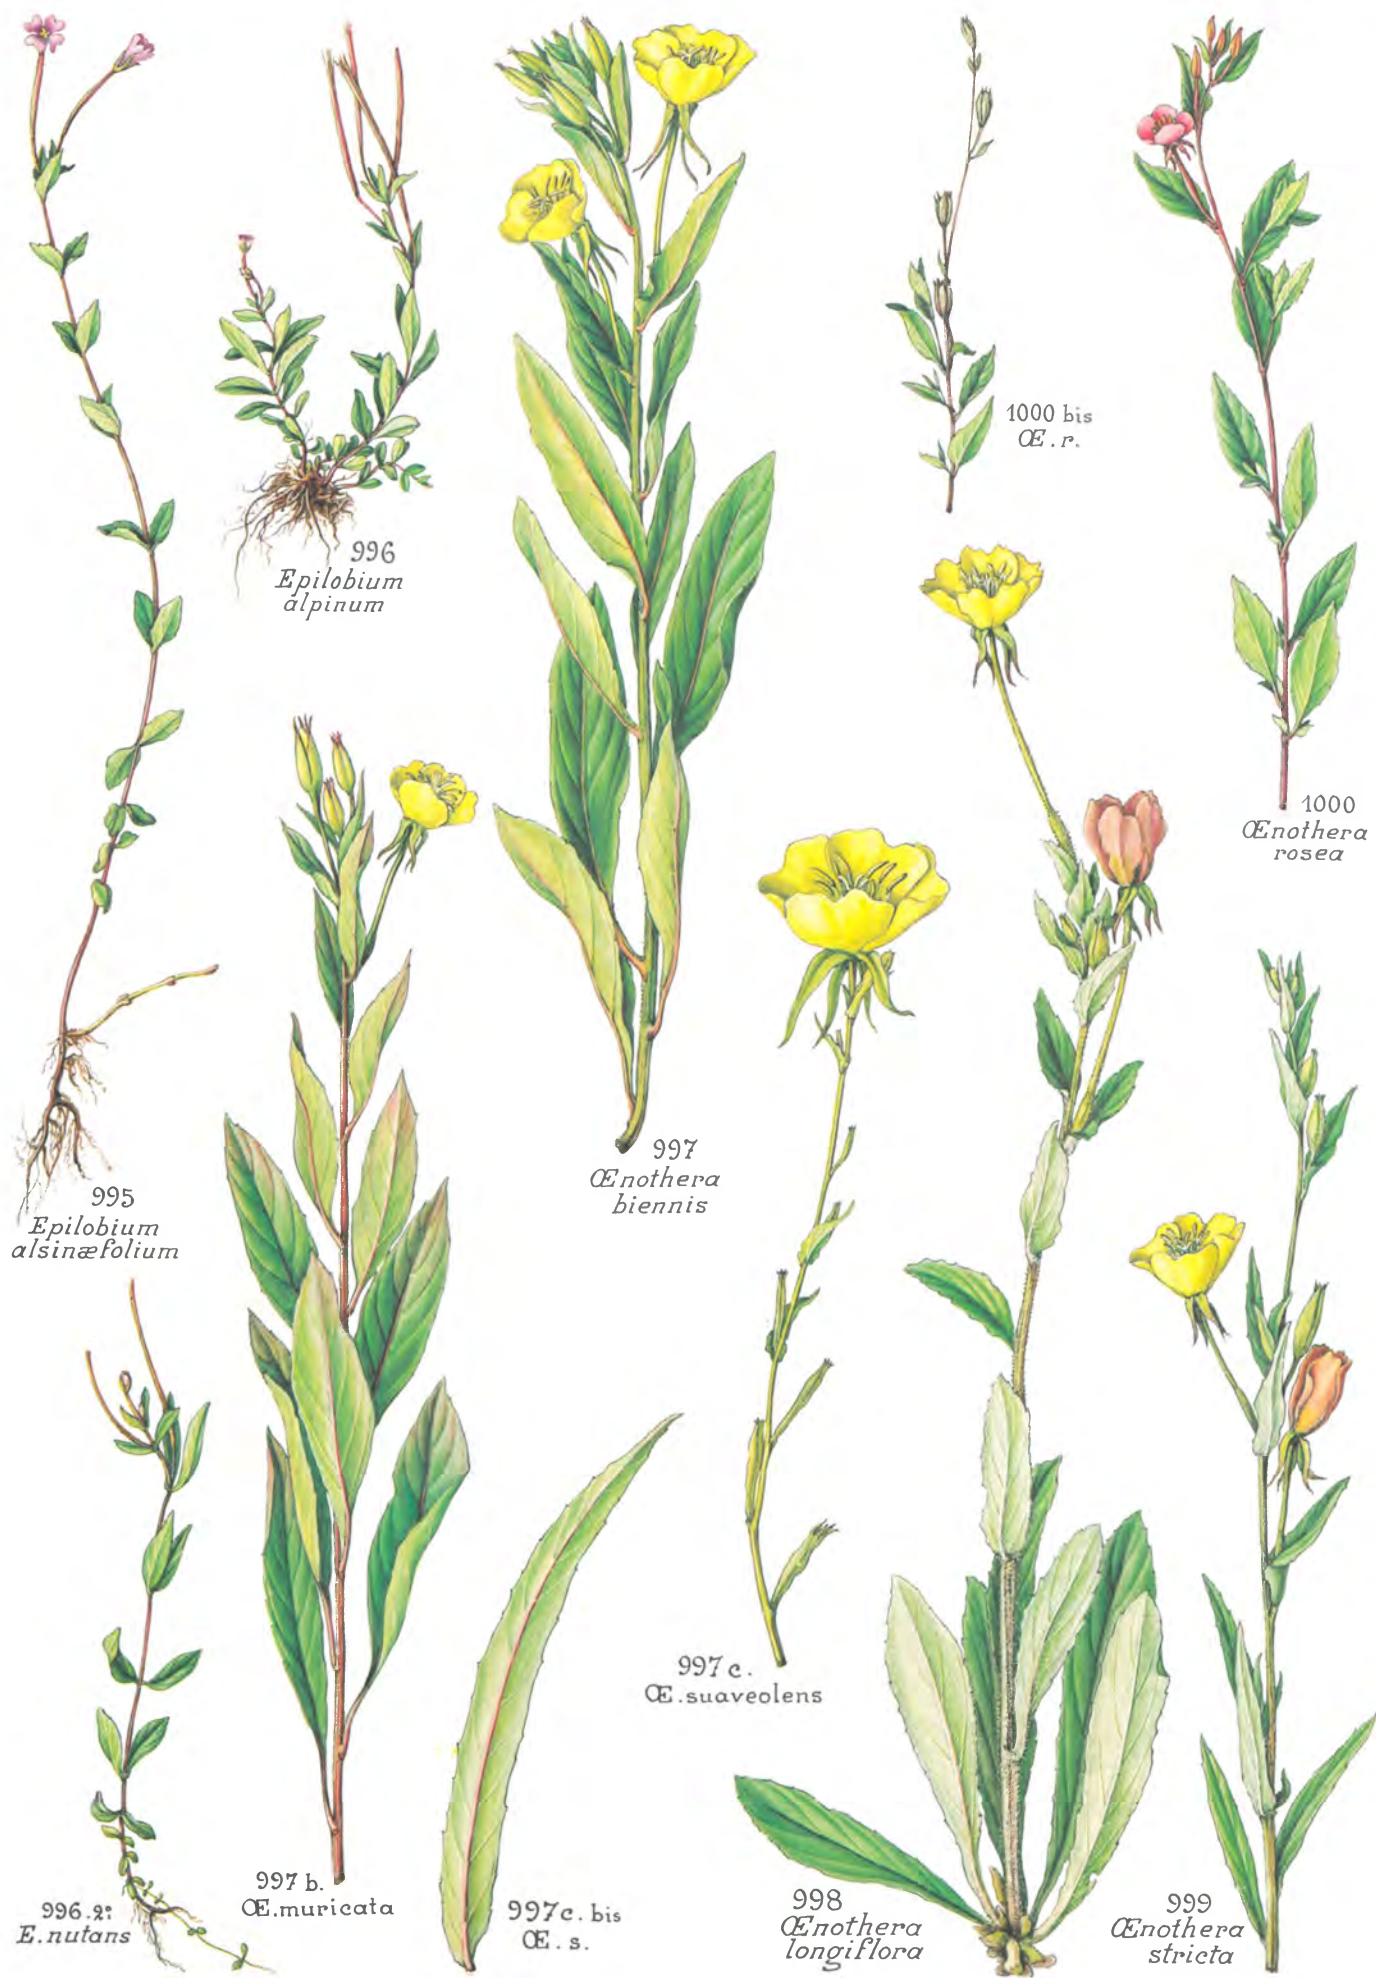 1000 bis
Œ.r.
996
Epilobium
alpinum
1000
Œnothera
rosea
997
Œnothera
biennis
995
Epilobium
alsinæfolium
997 c.
Œ.suaveolens
997 b.
Œ.muricata
996.2:
E.nutans
997c. bis
Œ.s.
998
Œnothera
longiflora
999
Œnothera
stricta